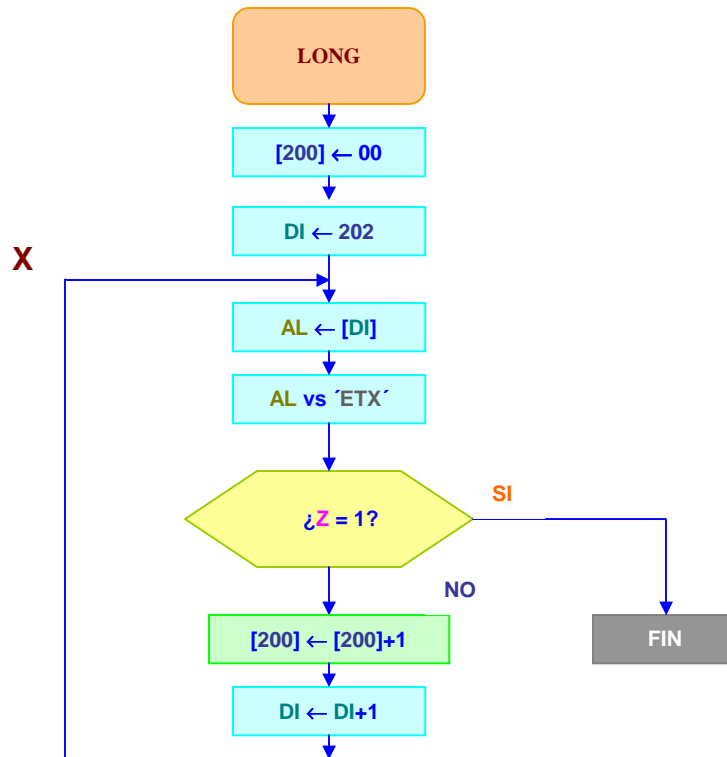 LONG
[200] ← 00
DI ← 202
X
AL ← [DI]
AL vs ´ETX´
¿Z = 1?
SI
NO
[200] ← [200]+1
FIN
DI ← DI+1